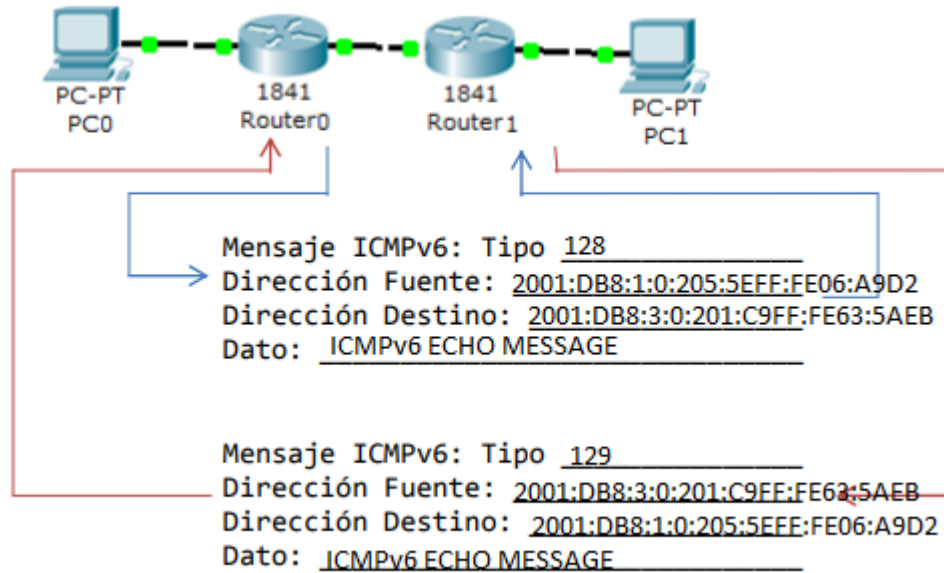 PC-PT
PC0
1841
Router0
1841
Router1
PC-PT
PC1
Mensaje ICMPv6: Tipo 128
Dirección Fuente: 2001:DB8:1:0:205:5EFF:FE06:A9D2
Dirección Destino: 2001:DB8:3:0:201:C9FF:FE63:5AEB
Dato: ICMPv6 ECHO MESSAGE
Mensaje ICMPv6: Tipo 129
Dirección Fuente: 2001:DB8:3:0:201:C9FF:FE63:5AEB
Dirección Destino: 2001:DB8:1:0:205:5EFF:FE06:A9D2
Dato: ICMPv6 ECHO MESSAGE